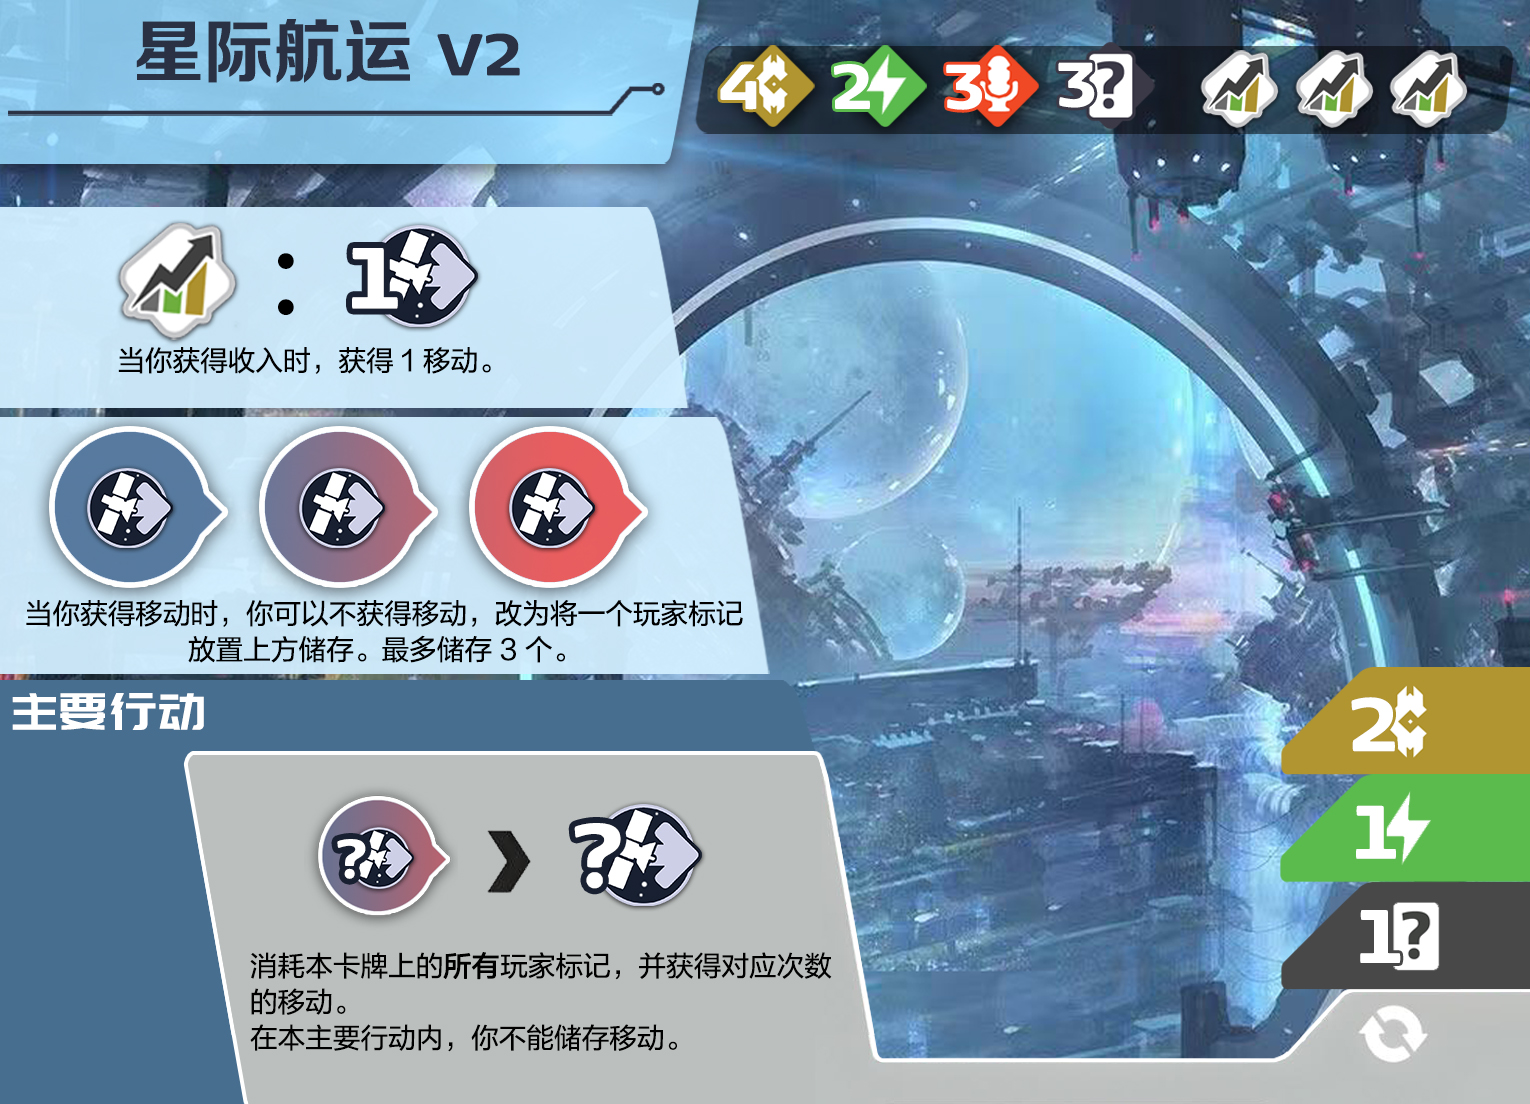 星际航运 V2
4 2 3 3?
1
当你获得收入时，获得 1 移动。
当你获得移动时，你可以不获得移动，改为将一个玩家标记
放置上方储存。最多储存 3 个。
主要行动
? ?
消耗本卡牌上的所有玩家标记，并获得对应次数
的移动。
在本主要行动内，你不能储存移动。
2
1
1?